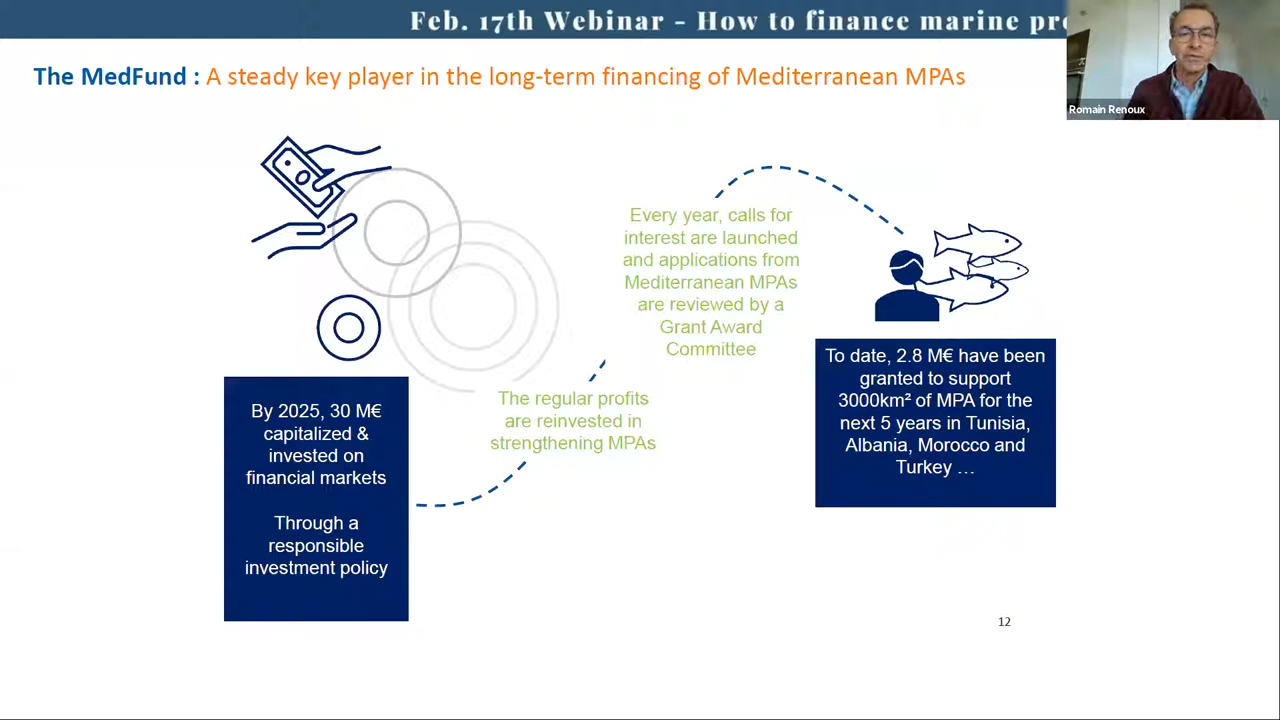 Feb. 17th Webinar - How to finance marine
The MedFund : A steady key player in the long-term financing of Mediterranean MPAs
Romain Renoux
By 2025, 30 M€
capitalized &
invested on
financial markets
Through a
responsible
investment policy
The regular profits
are reinvested in
strengthening MPAs
Every year, calls for
interest are launched
and applications from
Mediterranean MPAs
are reviewed by a
Grant Award
Committee
To date, 2.8 M€ have been
granted to support
3000km² of MPA for the
next 5 years in Tunisia,
Albania, Morocco and
Turkey …
12